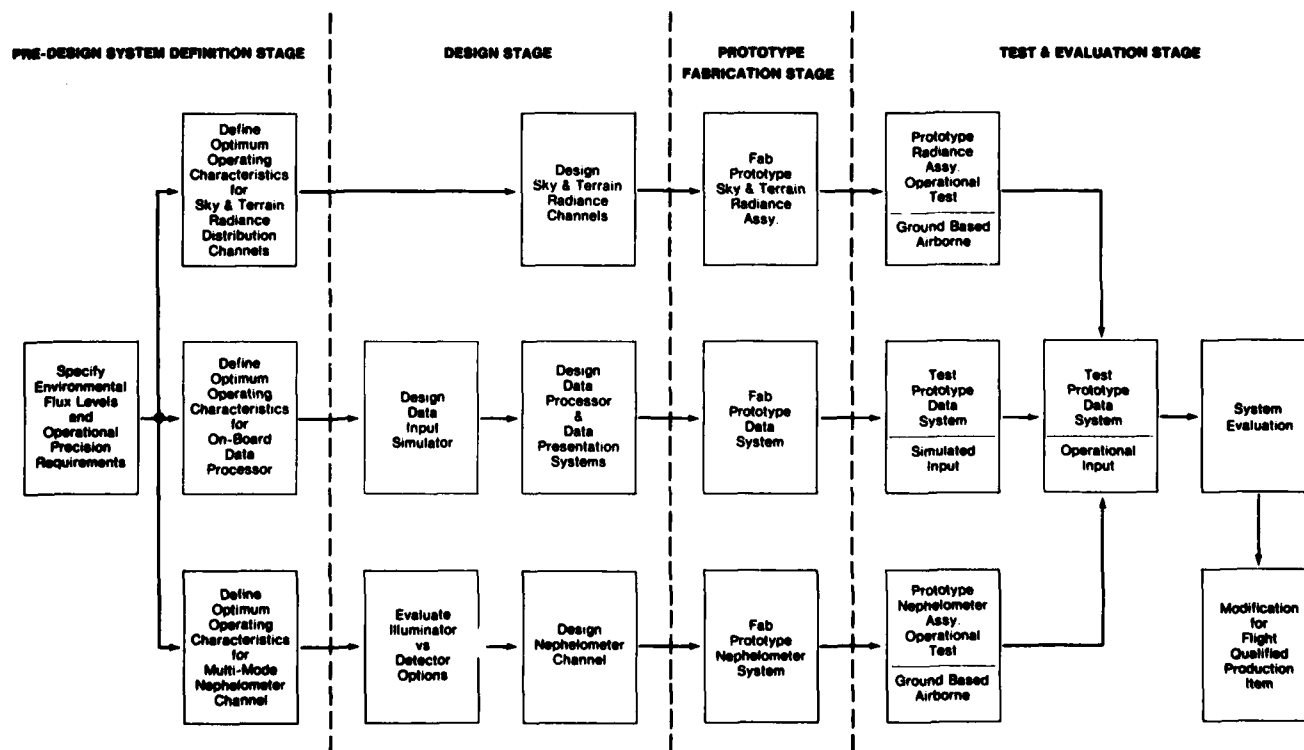 PRE-DESIGN SYSTEM DEFINITION STAGE
DESIGN STAGE
PROTOTYPE
FABRICATION STAGE
TEST & EVALUATION STAGE
Define
Optimum
Operating
Characteristics
for
Sky & Terrain
Radiance
Distribution
Channels
Design
Sky & Terrain
Radiance
Channels
Fab
Prototype
Sky & Terrain
Radiance
Assy.
Prototype
Radiance
Assy.
Operational
Test
Ground Based
Airborne
Specify
Environmental
Flux Levels
and
Operational
Precision
Requirements
Define
Optimum
Operating
Characteristics
for
On-Board
Data
Processor
Design
Data
Input
Simulator
Design
Data
Processor
&
Data
Presentation
Systems
Fab
Prototype
Data
System
Test
Prototype
Data
System
Simulated
Input
Test
Prototype
Data
System
Operational
Input
System
Evaluation
Define
Optimum
Operating
Characteristics
for
Multi-Mode
Nephelometer
Channel
Evaluate
Illuminator
vs
Detector
Options
Design
Nephelometer
Channel
Fab
Prototype
Nephelometer
System
Prototype
Nephelometer
Assy.
Operational
Test
Ground Based
Airborne
Modification
for
Flight
Qualified
Production
Item